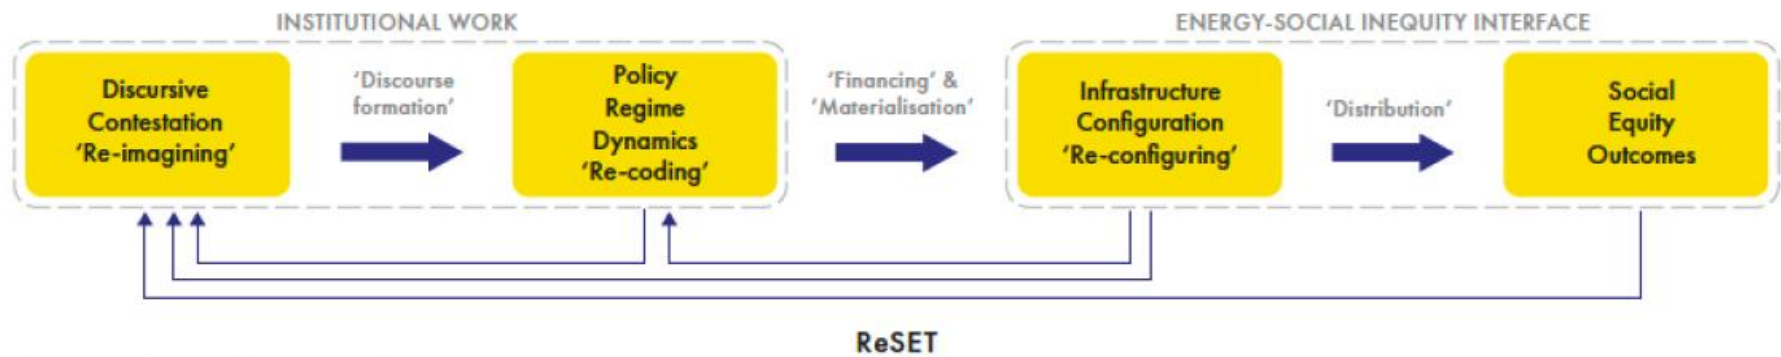 INSTITUTIONAL WORK
ENERGY-SOCIAL INEQUITY INTERFACE
Discursive
Contestation
'Re-imagining'
'Discourse
formation'
Policy
Regime
Dynamics
'Re-coding'
'Financing' &
'Materialisation'
Infrastructure
Configuration
'Re-configuring'
'Distribution'
Social
Equity
Outcomes
ReSET